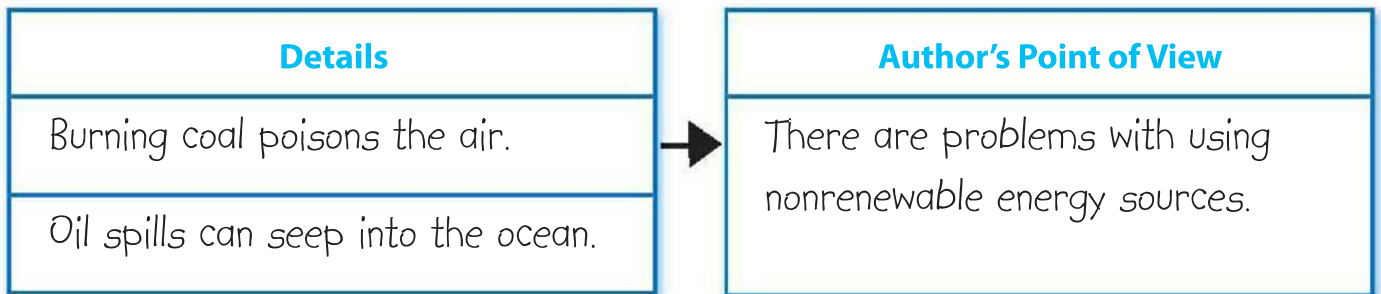 Details
Burning coal poisons the air.
Oil spills can seep into the ocean.
Author's Point of View
There are problems with using
nonrenewable energy sources.